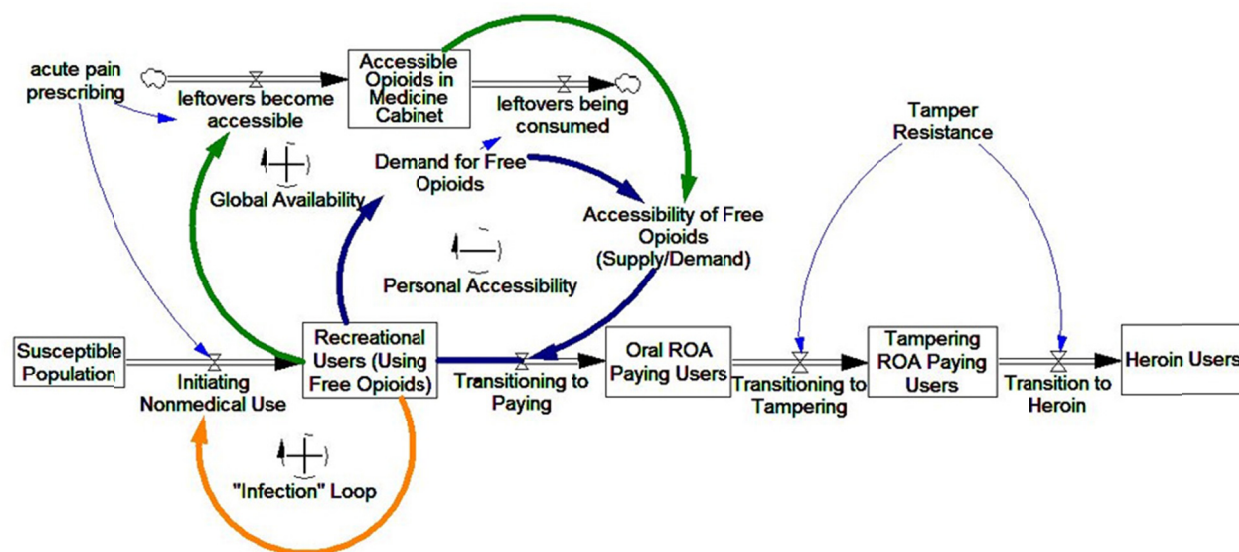 acute pain
prescribing
leftovers become
accessible
Accessible
Opioids in
Medicine
Cabinet
leftovers being
consumed
Global Availability
Demand for Free
Opioids
Accessibility of Free
Opioids
(Supply/Demand)
Personal Accessibility
Tamper
Resistance
Susceptible
Population
Initiating
Nonmedical Use
Recreational
Users (Using
Free Opioids)
Transitioning to
Paying
Oral ROA
Paying Users
Transitioning to
Tampering
Tampering
ROA Paying
Users
Transition to
Heroin
Heroin Users
"Infection" Loop